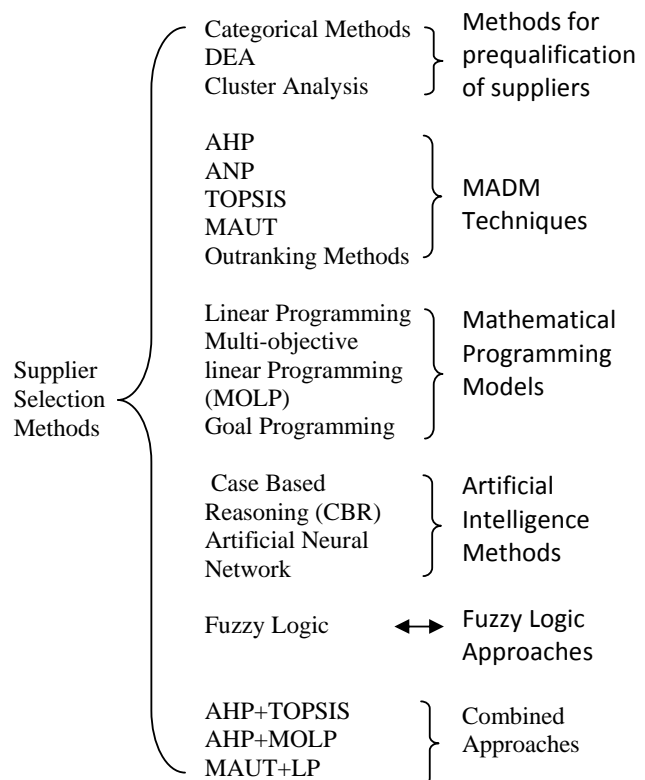 Supplier
Selection
Methods
Categorical Methods
DEA
Cluster Analysis
Methods for
prequalification
of suppliers
AHP
ANP
TOPSIS
MAUT
Outranking Methods
MADM
Techniques
Linear Programming
Multi-objective
linear Programming
(MOLP)
Goal Programming
Mathematical
Programming
Models
Case Based
Reasoning (CBR)
Artificial Neural
Network
Artificial
Intelligence
Methods
Fuzzy Logic
Fuzzy Logic
Approaches
AHP+TOPSIS
AHP+MOLP
MAUT+LP
Combined
Approaches